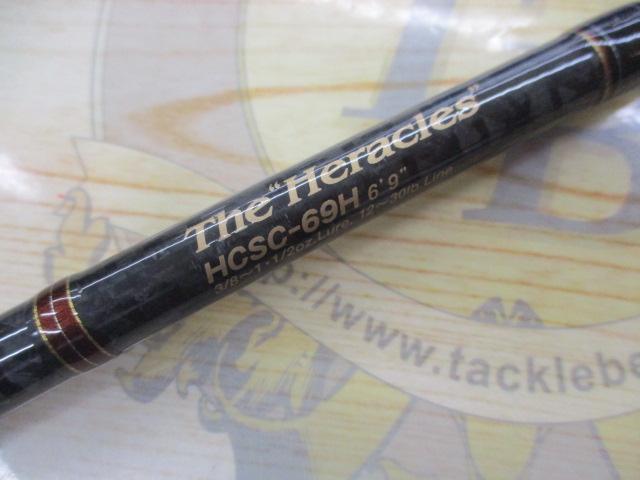 The "Heracles"
HCSC-69H 6'9"
3/8~1·1/2oz.Lure. 12~30lb Line
http://www.tacklebe